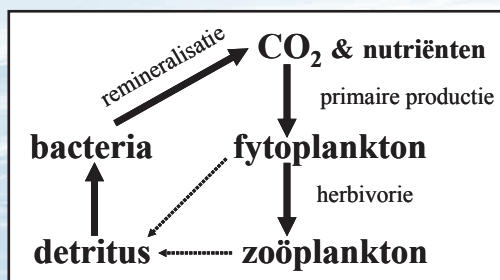 remineralisatie
CO₂ & nutriënten
primaire productie
bacteria
fytoplankton
herbivorie
detritus
zoöplankton